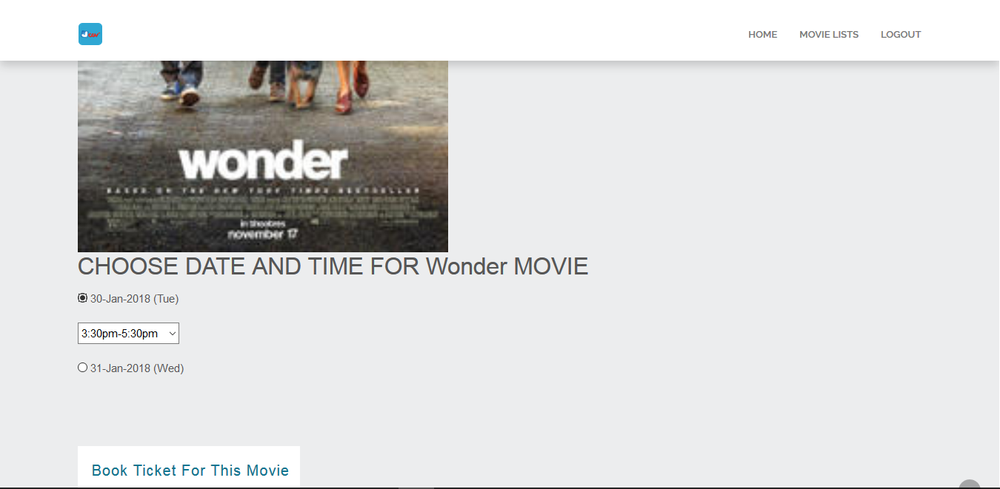 HOME MOVIE LISTS LOGOUT
wonder
BASED ON THE NEW YORK TIMES BESTSELLER
in theatres
november 17
CHOOSE DATE AND TIME FOR Wonder MOVIE
30-Jan-2018 (Tue)
3:30pm-5:30pm
31-Jan-2018 (Wed)
Book Ticket For This Movie